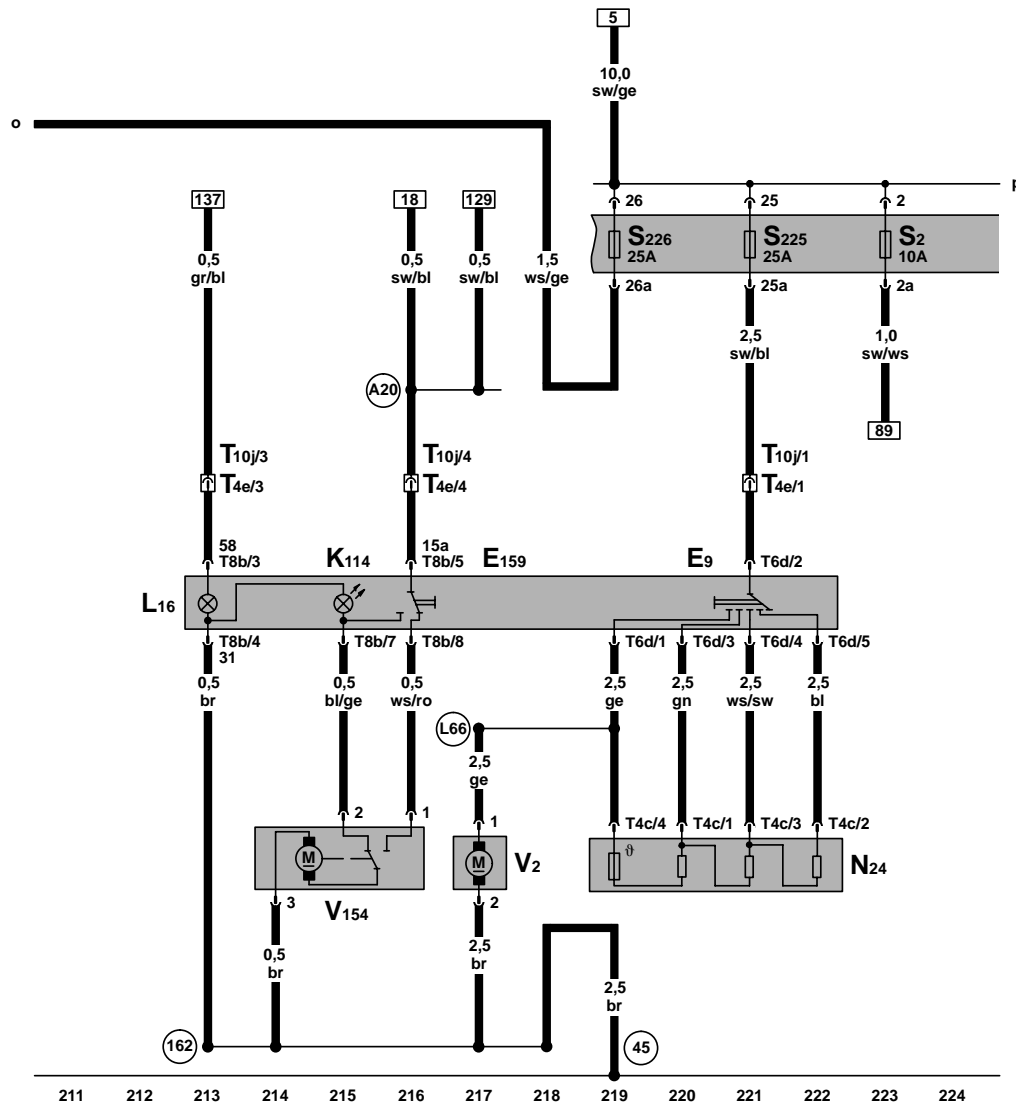 5
10,0
sw/ge
o
p
137
18
129
26
25
2
S226
25A
S225
25A
S2
10A
0,5
gr/bl
0,5
sw/bl
0,5
sw/bl
1,5
ws/ge
26a
25a
2a
2,5
sw/bl
1,0
sw/ws
A20
89
T10j/3
T4e/3
T10j/4
T4e/4
T10j/1
T4e/1
58
T8b/3
K114
15a
T8b/5
E159
E9
T6d/2
L16
T8b/4
31
T8b/7
T8b/8
T6d/1
T6d/3
T6d/4
T6d/5
0,5
br
0,5
bl/ge
0,5
ws/ro
2,5
ge
2,5
gn
2,5
ws/sw
2,5
bl
L66
2,5
ge
2
1
1
T4c/4
T4c/1
T4c/3
T4c/2
M
M
ϑ
V2
N24
3
V154
2
0,5
br
2,5
br
2,5
br
162
45
211 212 213 214 215 216 217 218 219 220 221 222 223 224